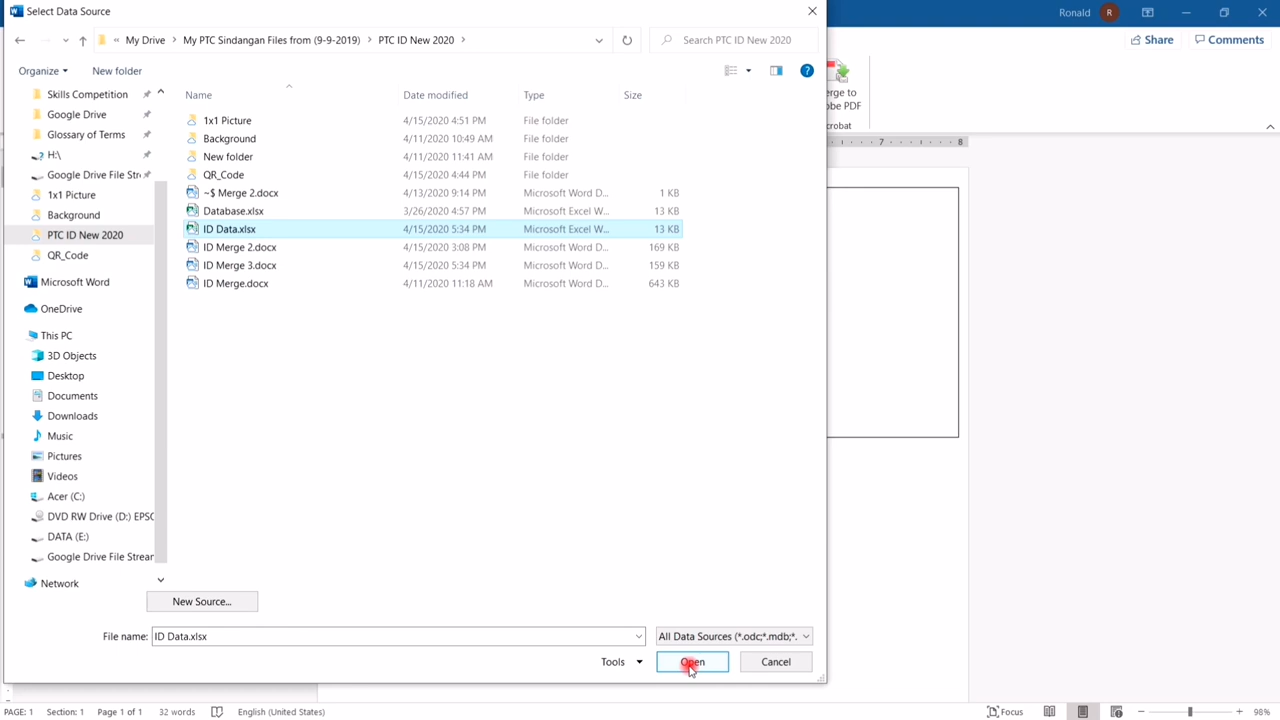 Select Data Source
Ronald R
« My Drive > My PTC Sindangan Files from (9-9-2019) > PTC ID New 2020 >
Search PTC ID New 2020
Share
Comments
Organize
New folder
to
PDF
7 8
Name Date modified Type Size
Skills Competition
Google Drive
Glossary of Terms
H:\
Google Drive File Str
1x1 Picture
Background
PTC ID New 2020
QR_Code
Microsoft Word
OneDrive
This PC
3D Objects
Desktop
Documents
Downloads
Music
Pictures
Videos
Acer (C:)
DVD RW Drive (D:) EPSC
DATA (E:)
Google Drive File Strear
Network
1x1 Picture 4/15/2020 4:51 PM File folder
Background 4/11/2020 10:49 AM File folder
New folder 4/11/2020 11:41 AM File folder
QR_Code 4/15/2020 4:44 PM File folder
~$ Merge 2.docx 4/13/2020 9:14 PM Microsoft Word D... 1 KB
Database.xlsx 3/26/2020 4:57 PM Microsoft Excel W... 13 KB
ID Data.xlsx 4/15/2020 5:34 PM Microsoft Excel W... 13 KB
ID Merge 2.docx 4/15/2020 3:08 PM Microsoft Word D... 169 KB
ID Merge 3.docx 4/15/2020 5:34 PM Microsoft Word D... 159 KB
ID Merge.docx 4/11/2020 11:18 AM Microsoft Word D... 643 KB
New Source...
File name: ID Data.xlsx
All Data Sources (*.odc;*.mdb;*.
Tools
Open
Cancel
PAGE: 1 Section: 1 Page 1 of 1 32 words English (United States)
Focus
98%